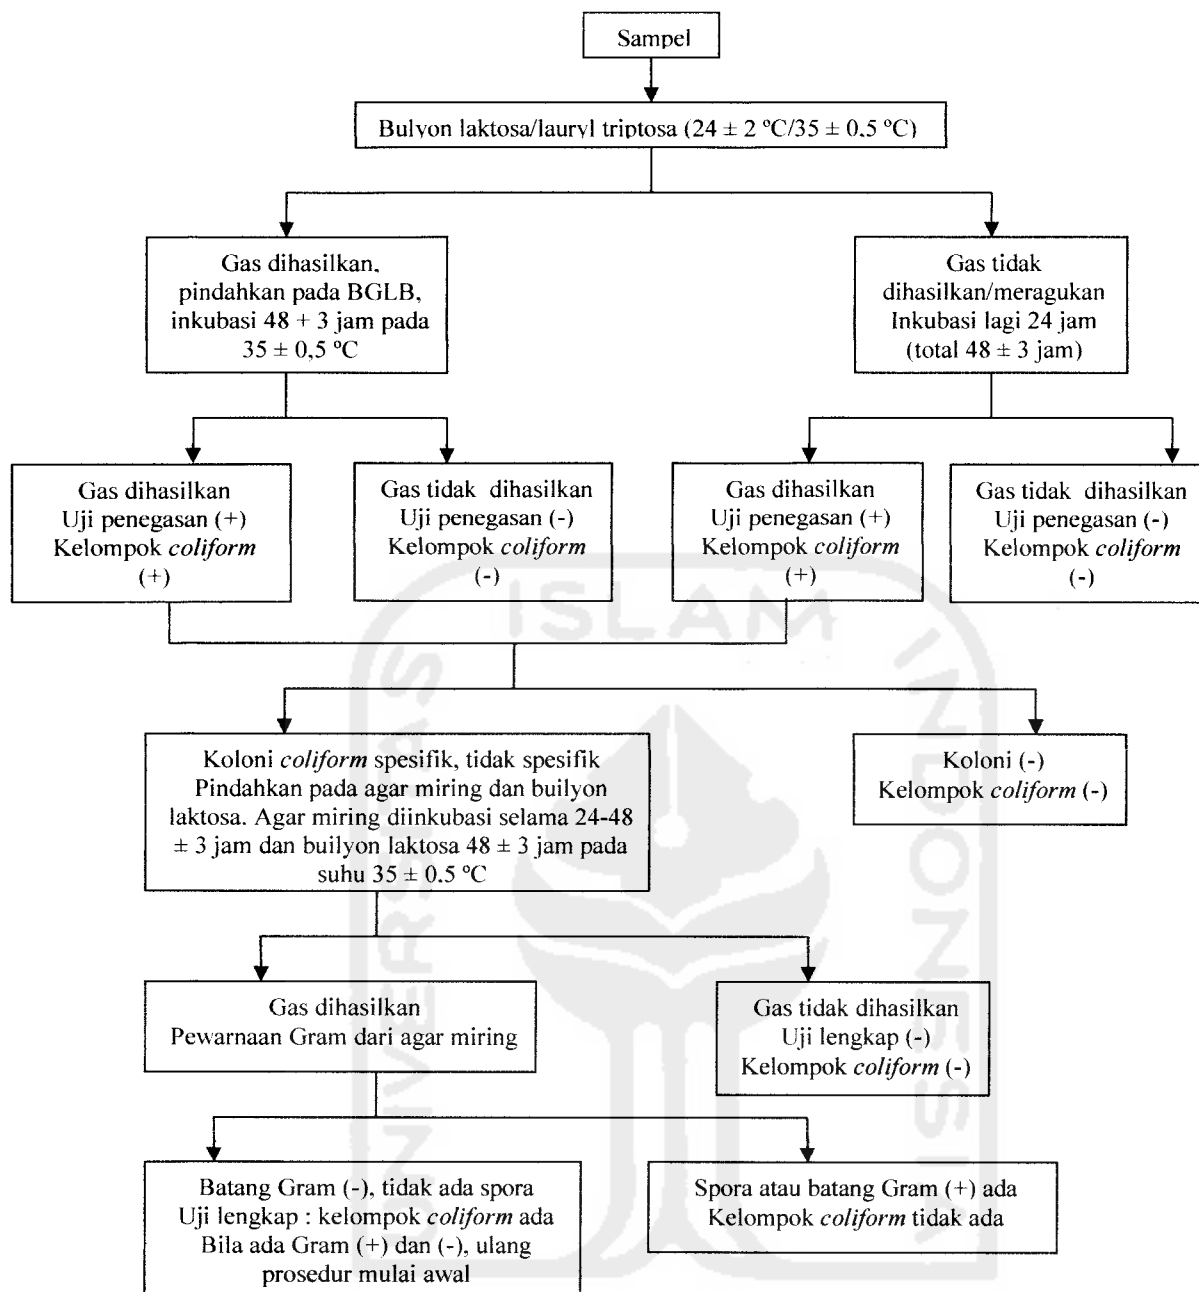 Sampel
Bulyon laktosa/lauryl triptosa (24 ± 2 ºC/35 ± 0.5 ºC)
Gas dihasilkan,
pindahkan pada BGLB,
inkubasi 48 + 3 jam pada
35 ± 0,5 ºC
Gas tidak
dihasilkan/meragukan
Inkubasi lagi 24 jam
(total 48 ± 3 jam)
Gas dihasilkan
Uji penegasan (+)
Kelompok coliform
(+)
Gas tidak dihasilkan
Uji penegasan (-)
Kelompok coliform
(-)
Gas dihasilkan
Uji penegasan (+)
Kelompok coliform
(+)
Gas tidak dihasilkan
Uji penegasan (-)
Kelompok coliform
(-)
Koloni coliform spesifik, tidak spesifik
Pindahkan pada agar miring dan builyon
laktosa. Agar miring diinkubasi selama 24-48
± 3 jam dan builyon laktosa 48 ± 3 jam pada
suhu 35 ± 0.5 ºC
Koloni (-)
Kelompok coliform (-)
Gas dihasilkan
Pewarnaan Gram dari agar miring
Gas tidak dihasilkan
Uji lengkap (-)
Kelompok coliform (-)
Batang Gram (-), tidak ada spora
Uji lengkap : kelompok coliform ada
Bila ada Gram (+) dan (-), ulang
prosedur mulai awal
Spora atau batang Gram (+) ada
Kelompok coliform tidak ada
UNIVERSITAS
ISLAM
INDONESIA